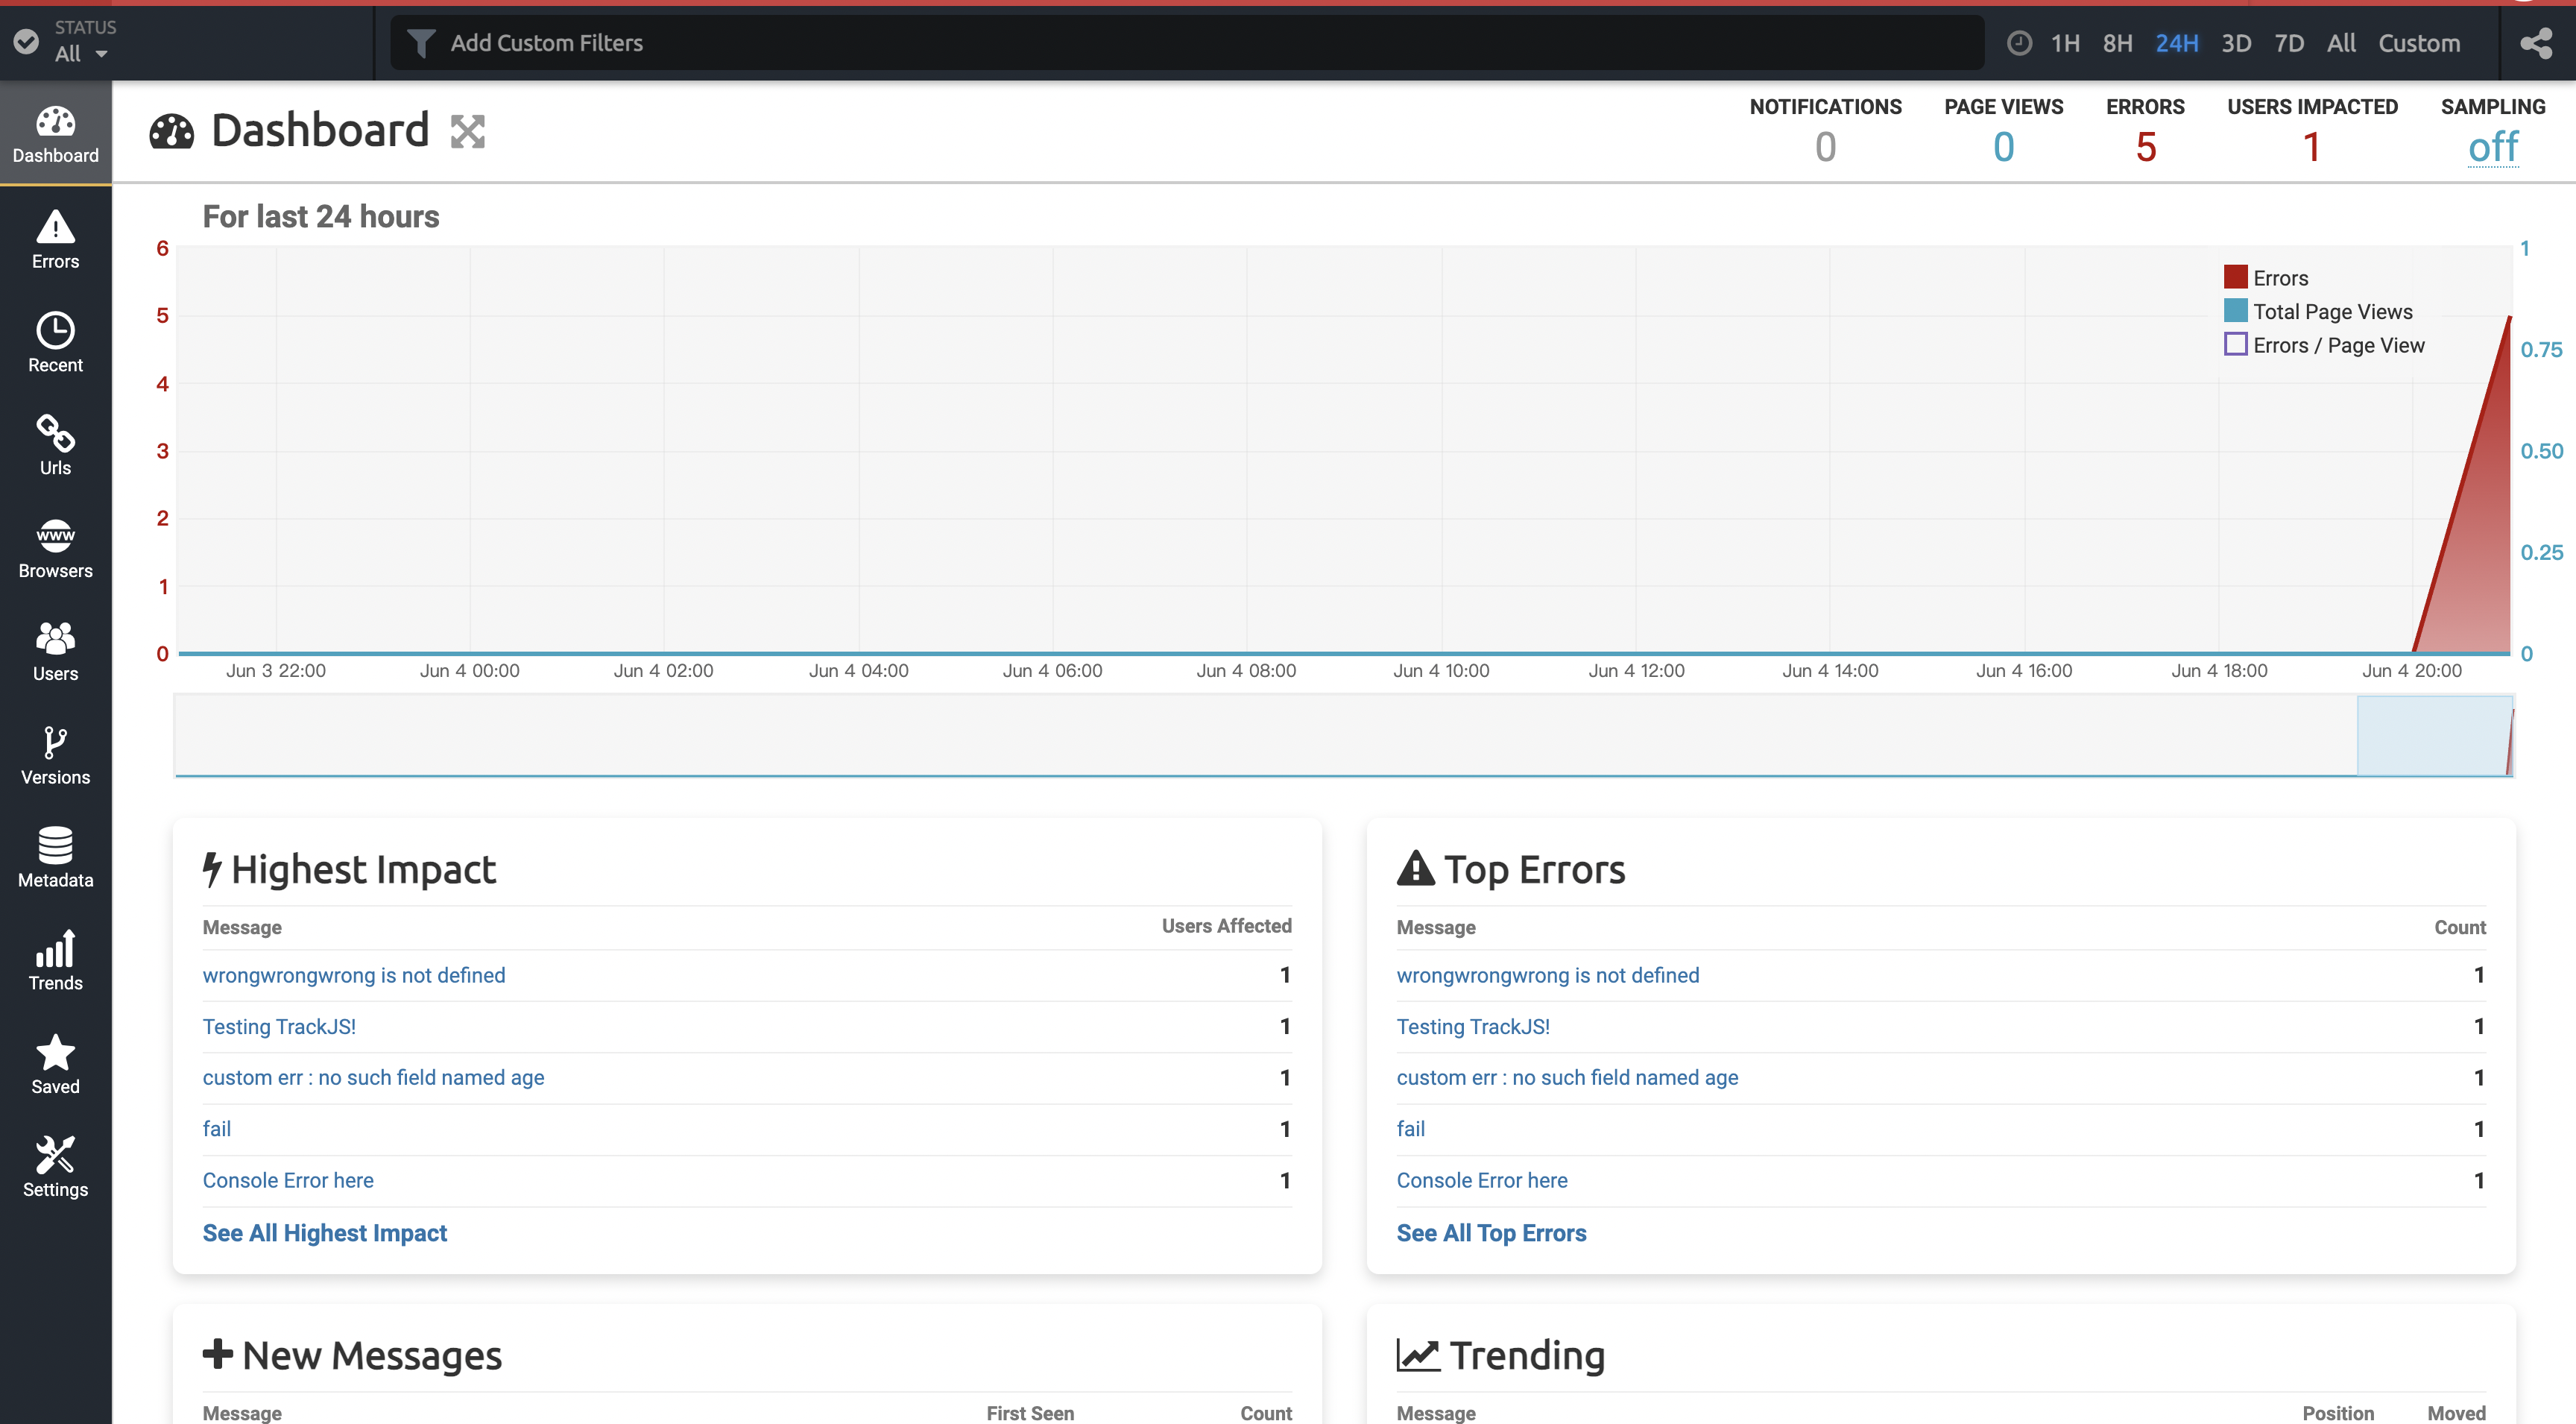 STATUS
All
Add Custom Filters
1H 8H 24H 3D 7D All Custom
Dashboard
Errors
Recent
Urls
www
Browsers
Users
Versions
Metadata
Trends
Saved
Settings
Dashboard
NOTIFICATIONS PAGE VIEWS ERRORS USERS IMPACTED SAMPLING
0 0 5 1 off
For last 24 hours
6
5
4
3
2
1
0
1
0.75
0.50
0.25
0
Errors
Total Page Views
Errors / Page View
Jun 3 22:00 Jun 4 00:00 Jun 4 02:00 Jun 4 04:00 Jun 4 06:00 Jun 4 08:00 Jun 4 10:00 Jun 4 12:00 Jun 4 14:00 Jun 4 16:00 Jun 4 18:00 Jun 4 20:00
Highest Impact
Message Users Affected
wrongwrongwrong is not defined 1
Testing TrackJS! 1
custom err : no such field named age 1
fail 1
Console Error here 1
See All Highest Impact
Top Errors
Message Count
wrongwrongwrong is not defined 1
Testing TrackJS! 1
custom err : no such field named age 1
fail 1
Console Error here 1
See All Top Errors
New Messages
Message First Seen Count
Trending
Message Position Moved